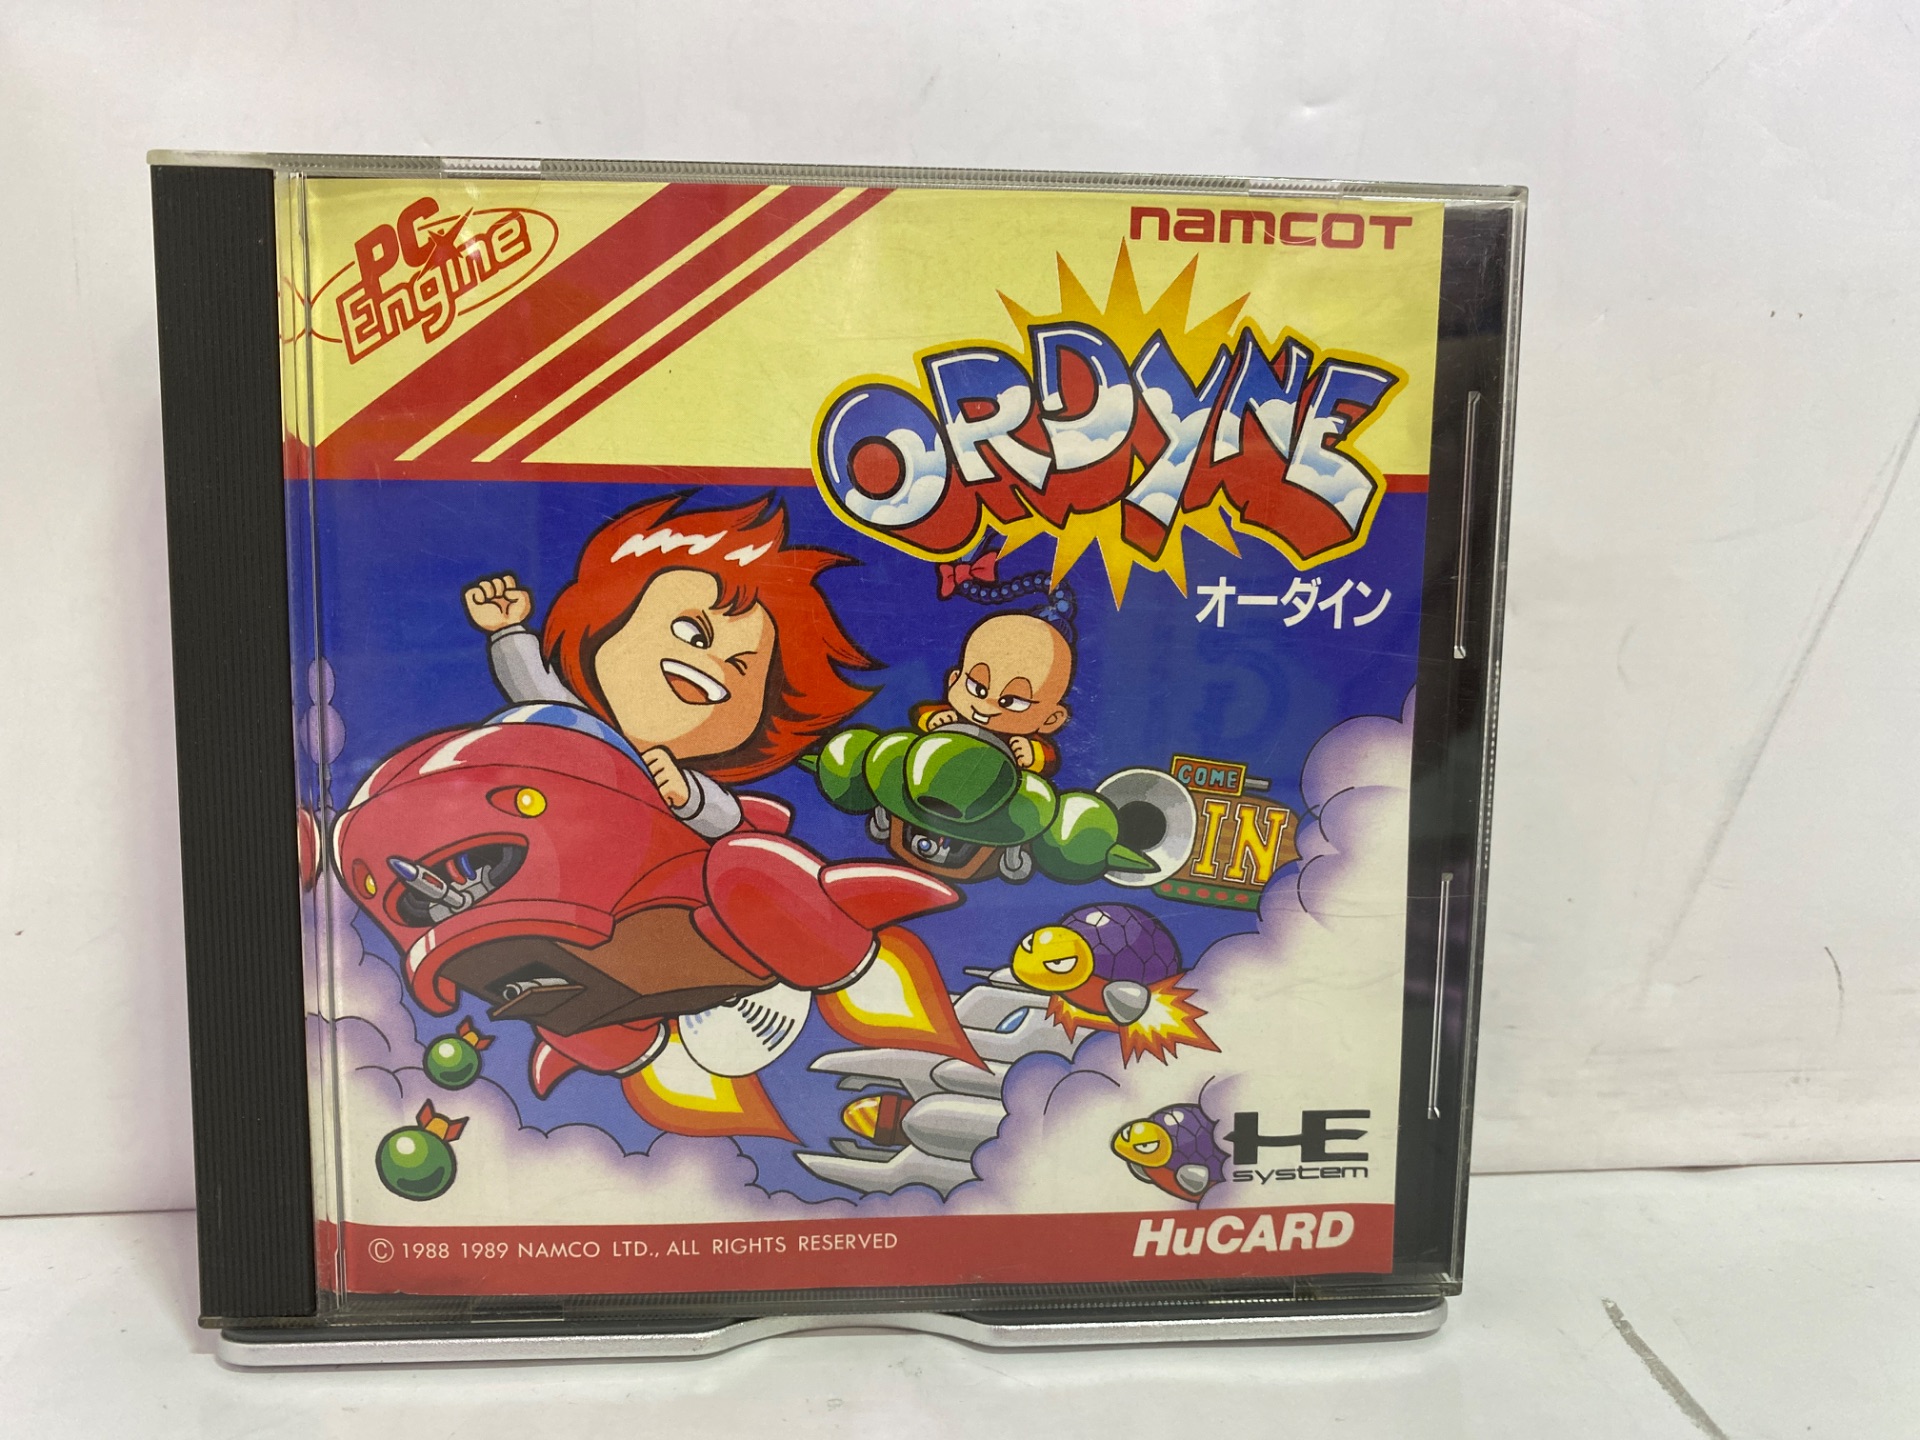 PC Engine
namcot
ORDYNE
オーダイン
COME
IN
HE
system
© 1988 1989 NAMCO LTD., ALL RIGHTS RESERVED
HuCARD